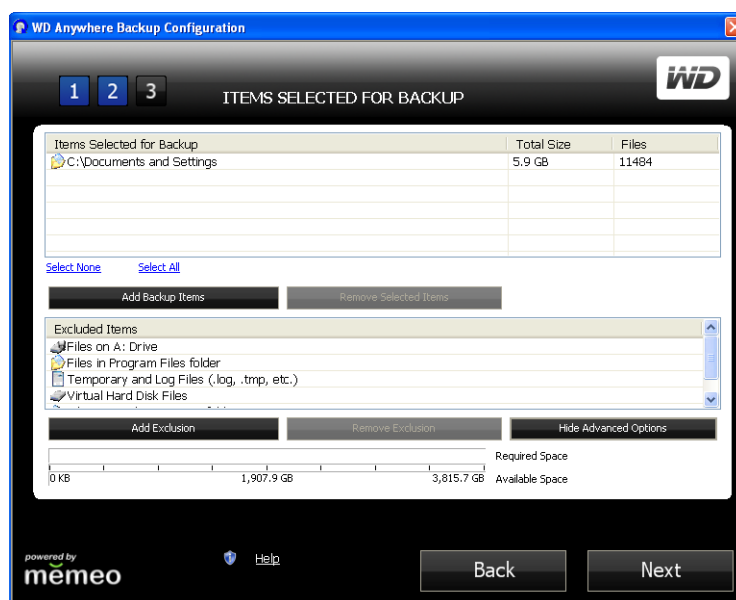 WD Anywhere Backup Configuration
1 2 3 ITEMS SELECTED FOR BACKUP
WD
Items Selected for Backup Total Size Files
C:\Documents and Settings 5.9 GB 11484
Select None Select All
Add Backup Items Remove Selected Items
Excluded Items
Files on A: Drive
Files in Program Files folder
Temporary and Log Files (.log, .tmp, etc.)
Virtual Hard Disk Files
Add Exclusion Remove Exclusion Hide Advanced Options
Required Space
0 KB 1,907.9 GB 3,815.7 GB Available Space
powered by
měmeo
Help
Back Next